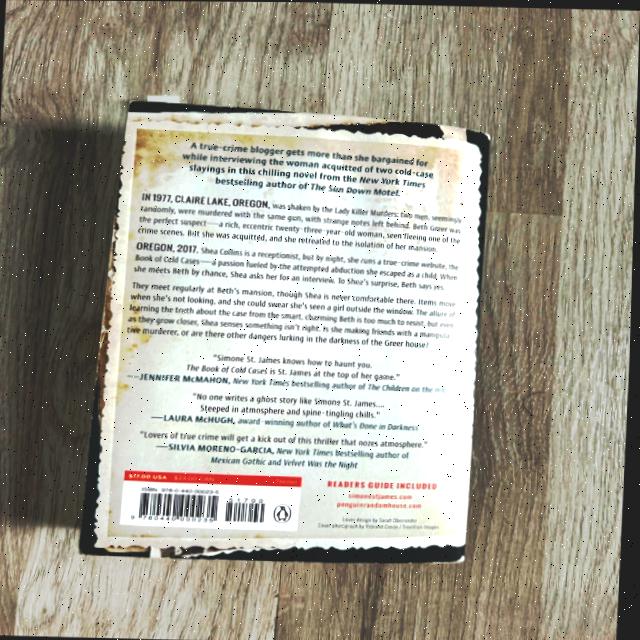 A true-crime blogger gets more than she bargained for
while interviewing the woman acquitted of two cold-case
slayings in this chilling novel from the New York Times
bestselling author of The Sun Down Motel.
IN 1977, CLAIRE LAKE, OREGON, was shaken by the Lady Killer Murders: two men, seemingly
randomly, were murdered with the same gun, with strange notes left behind. Beth Greer was
the perfect suspect—a rich, eccentric twenty-three-year-old woman, seen fleeing one of the
crime scenes. But she was acquitted, and she retreated to the isolation of her mansion.
OREGON, 2017. Shea Collins is a receptionist, but by night, she runs a true-crime website, the
Book of Cold Cases—a passion fueled by the attempted abduction she escaped as a child. When
she meets Beth by chance, Shea asks her for an interview. To Shea's surprise, Beth says yes.
They meet regularly at Beth's mansion, though Shea is never comfortable there. Items move
when she's not looking, and she could swear she's seen a girl outside the window. The allure of
learning the truth about the case from the smart, charming Beth is too much to resist, but even
as they grow closer, Shea senses something isn't right. Is she making friends with a manipula-
tive murderer, or are there other dangers lurking in the darkness of the Greer house?
"Simone St. James knows how to haunt you.
The Book of Cold Cases is St. James at the top of her game."
—JENNIFER McMAHON, New York Times bestselling author of The Children on the
"No one writes a ghost story like Simone St. James....
Steeped in atmosphere and spine-tingling chills."
—LAURA McHUGH, award-winning author of What's Done in Darkness
"Lovers of true crime will get a kick out of this thriller that oozes atmosphere."
—SILVIA MORENO-GARCIA, New York Times bestselling author of
Mexican Gothic and Velvet Was the Night
$17.00 USA
READERS GUIDE INCLUDED
simonestjames.com
penguinrandomhouse.com
Cover design by Sarah Oberrender